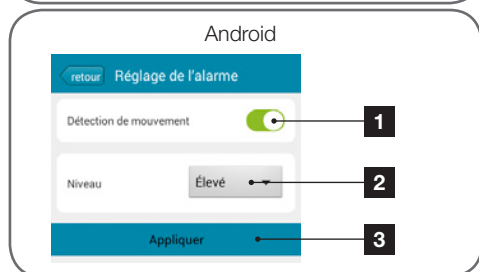 Android
retour Réglage de l'alarme
Détection de mouvement 1
Niveau Élevé 2
Appliquer 3